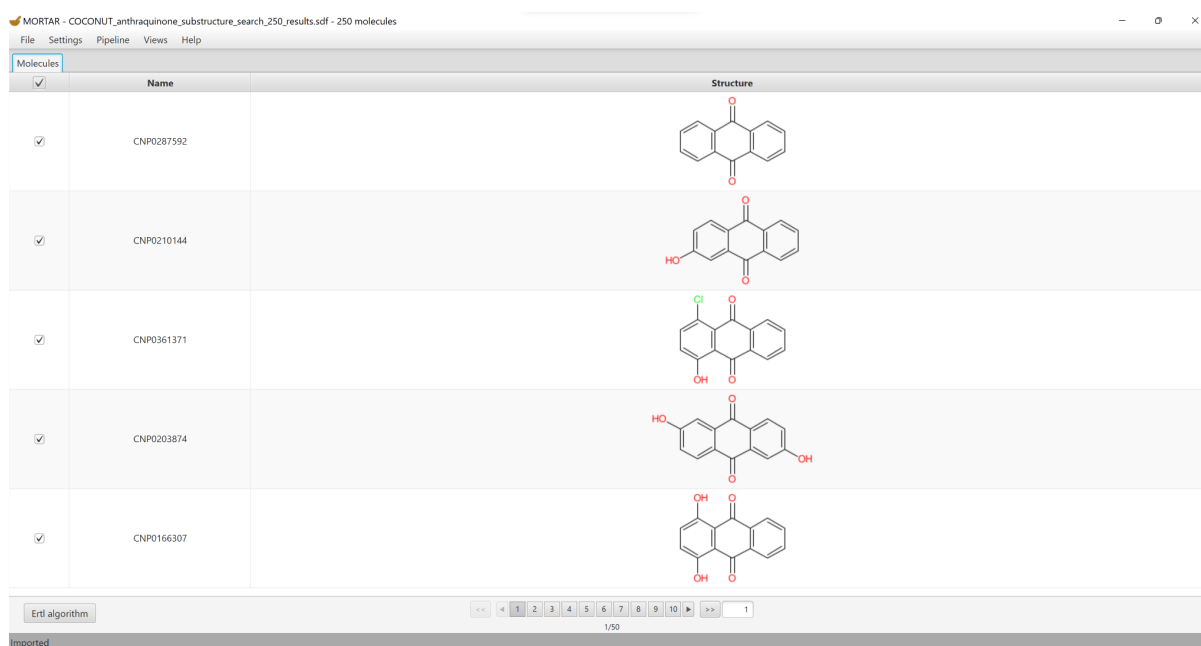 MORTAR - COCONUT_anthraquinone_substructure_search_250_results.sdf - 250 molecules
File Settings Pipeline Views Help
Molecules
Name Structure
O
CNP0287592
O
O
CNP0210144
HO
O
Cl O
CNP0361371
OH O
O
HO
CNP0203874
OH
O
OH O
CNP0166307
OH O
Ertl algorithm << 1 2 3 4 5 6 7 8 9 10 >> 1
1/50
Imported